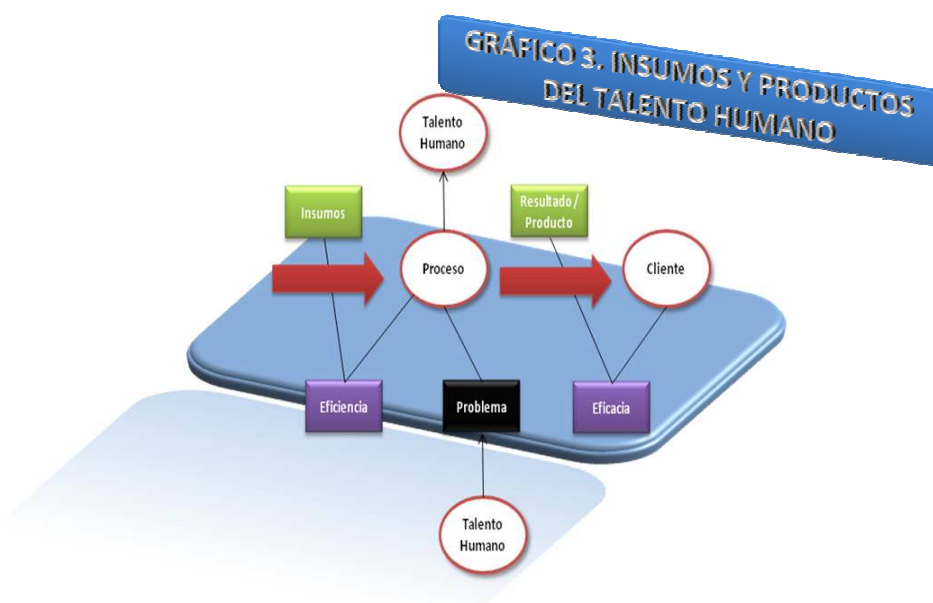 GRÁFICO 3. INSUMOS Y PRODUCTOS
DEL TALENTO HUMANO
Talento
Humano
Insumos
Resultado /
Producto
Proceso
Cliente
Eficiencia
Problema
Eficacia
Talento
Humano